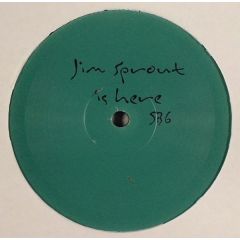 Jim Sprout
is here
SB6